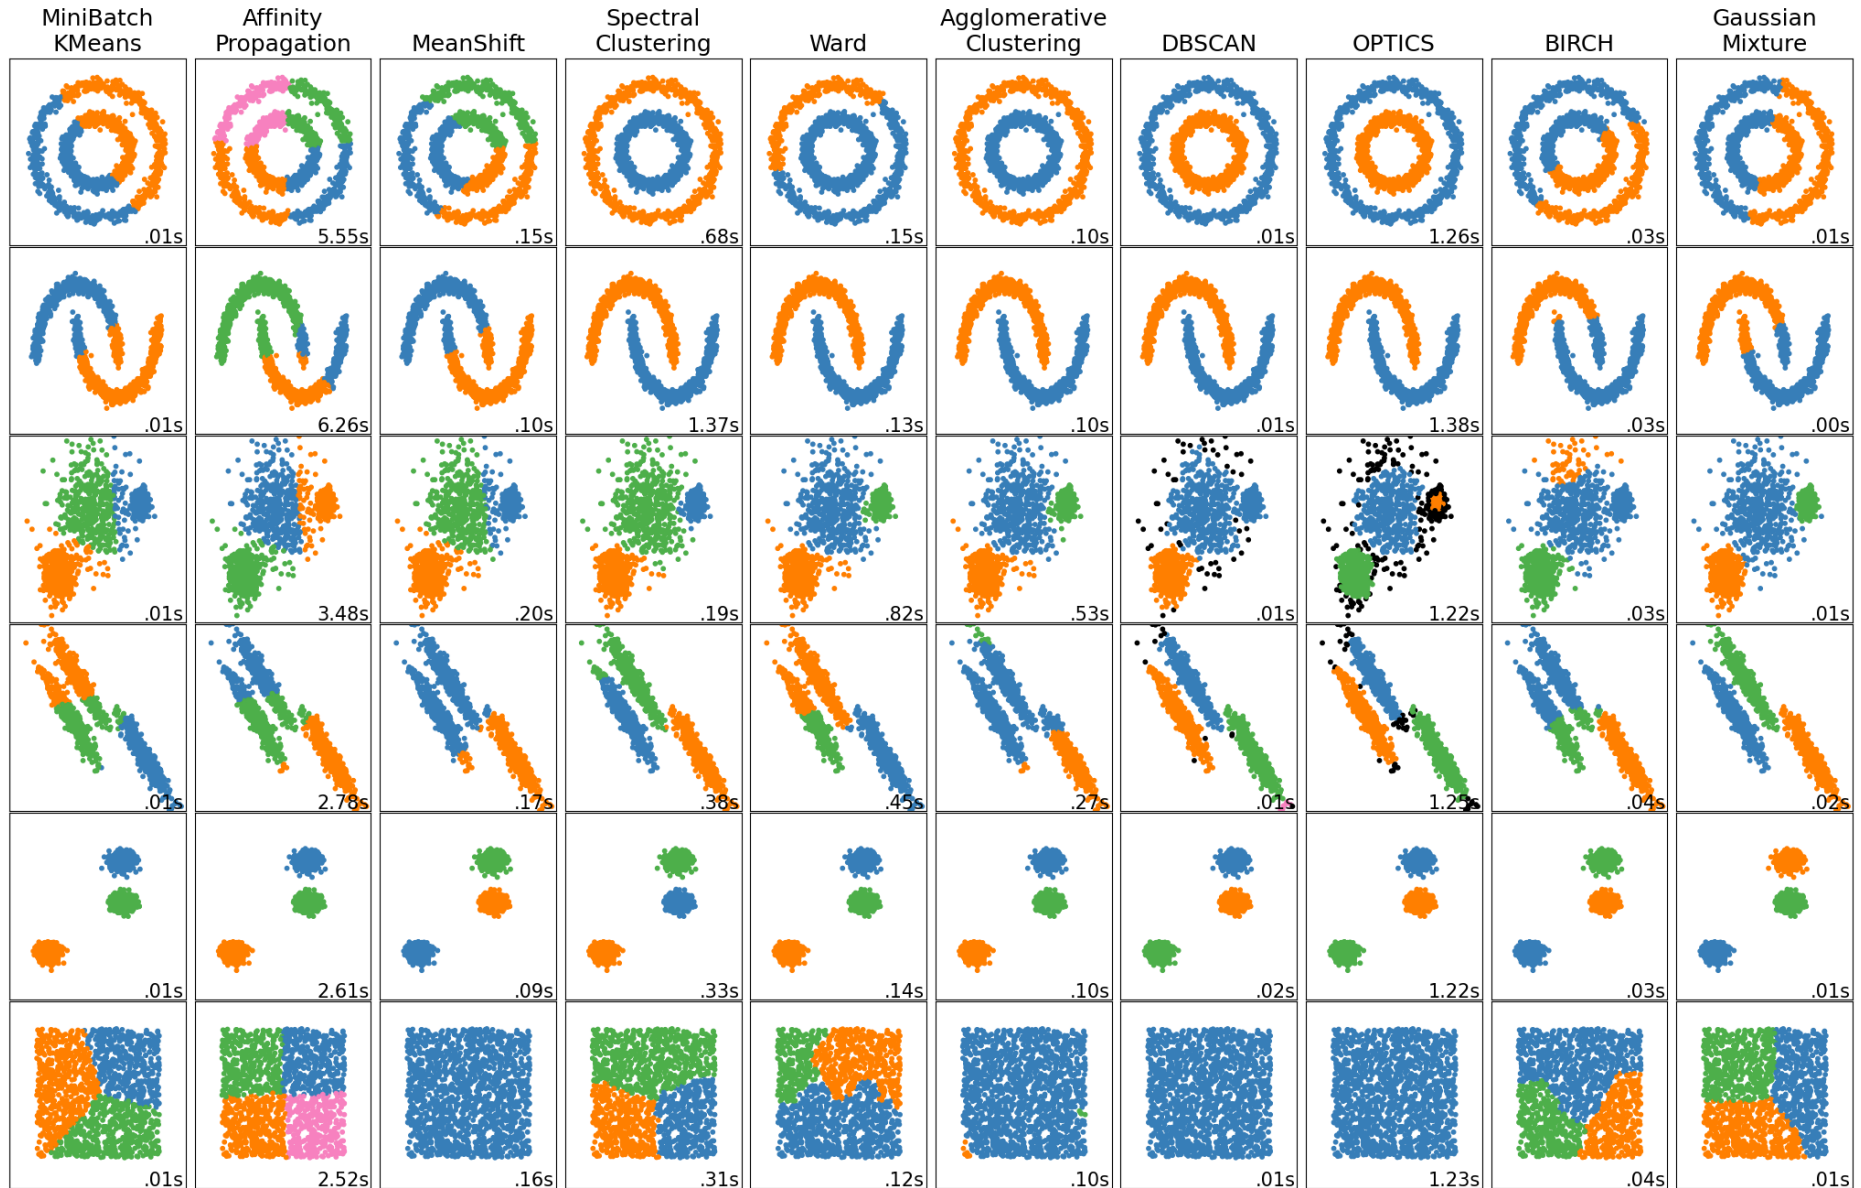 MiniBatch
KMeans
Affinity
Propagation
MeanShift
Spectral
Clustering
Ward
Agglomerative
Clustering
DBSCAN
OPTICS
BIRCH
Gaussian
Mixture
.01s 5.55s .15s .68s .15s .10s .01s 1.26s .03s .01s
.01s 6.26s .10s 1.37s .13s .10s .01s 1.38s .03s .00s
.01s 3.48s .20s .19s .82s .53s .01s 1.22s .03s .01s
.01s 2.78s .17s .38s .45s .27s .01s 1.23s .04s .02s
.01s 2.61s .09s .33s .14s .10s .02s 1.22s .03s .01s
.01s 2.52s .16s .31s .12s .10s .01s 1.23s .04s .01s